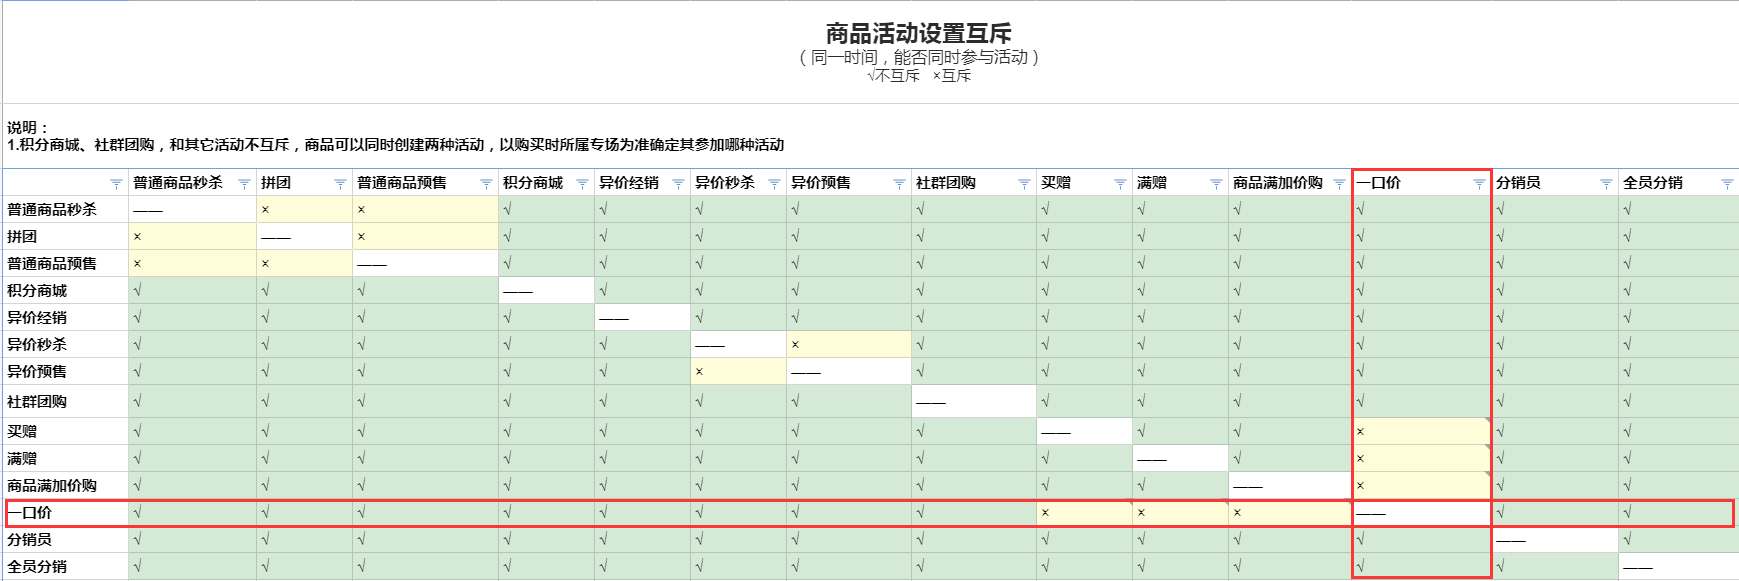 商品活动设置互斥
（同一时间，能否同时参与活动）
√不互斥 ×互斥
说明：
1.积分商城、社群团购，和其它活动不互斥，商品可以同时创建两种活动，以购买时所属专场为准确定其参加哪种活动
普通商品秒杀 拼团 普通商品预售 积分商城 异价经销 异价秒杀 异价预售 社群团购 买赠 满赠 商品满加价购 一口价 分销员 全员分销
普通商品秒杀 —— × × √ √ √ √ √ √ √ √ √ √ √
拼团 × —— × √ √ √ √ √ √ √ √ √ √ √
普通商品预售 × × —— √ √ √ √ √ √ √ √ √ √ √
积分商城 √ √ √ —— √ √ √ √ √ √ √ √ √ √
异价经销 √ √ √ √ —— √ √ √ √ √ √ √ √ √
异价秒杀 √ √ √ √ √ —— × √ √ √ √ √ √ √
异价预售 √ √ √ √ √ × —— √ √ √ √ √ √ √
社群团购 √ √ √ √ √ √ √ —— √ √ √ √ √ √
买赠 √ √ √ √ √ √ √ √ —— √ √ × √ √
满赠 √ √ √ √ √ √ √ √ √ —— √ × √ √
商品满加价购 √ √ √ √ √ √ √ √ √ √ —— × √ √
一口价 √ √ √ √ √ √ √ √ × × × —— √ √
分销员 √ √ √ √ √ √ √ √ √ √ √ √ —— √
全员分销 √ √ √ √ √ √ √ √ √ √ √ √ √ ——